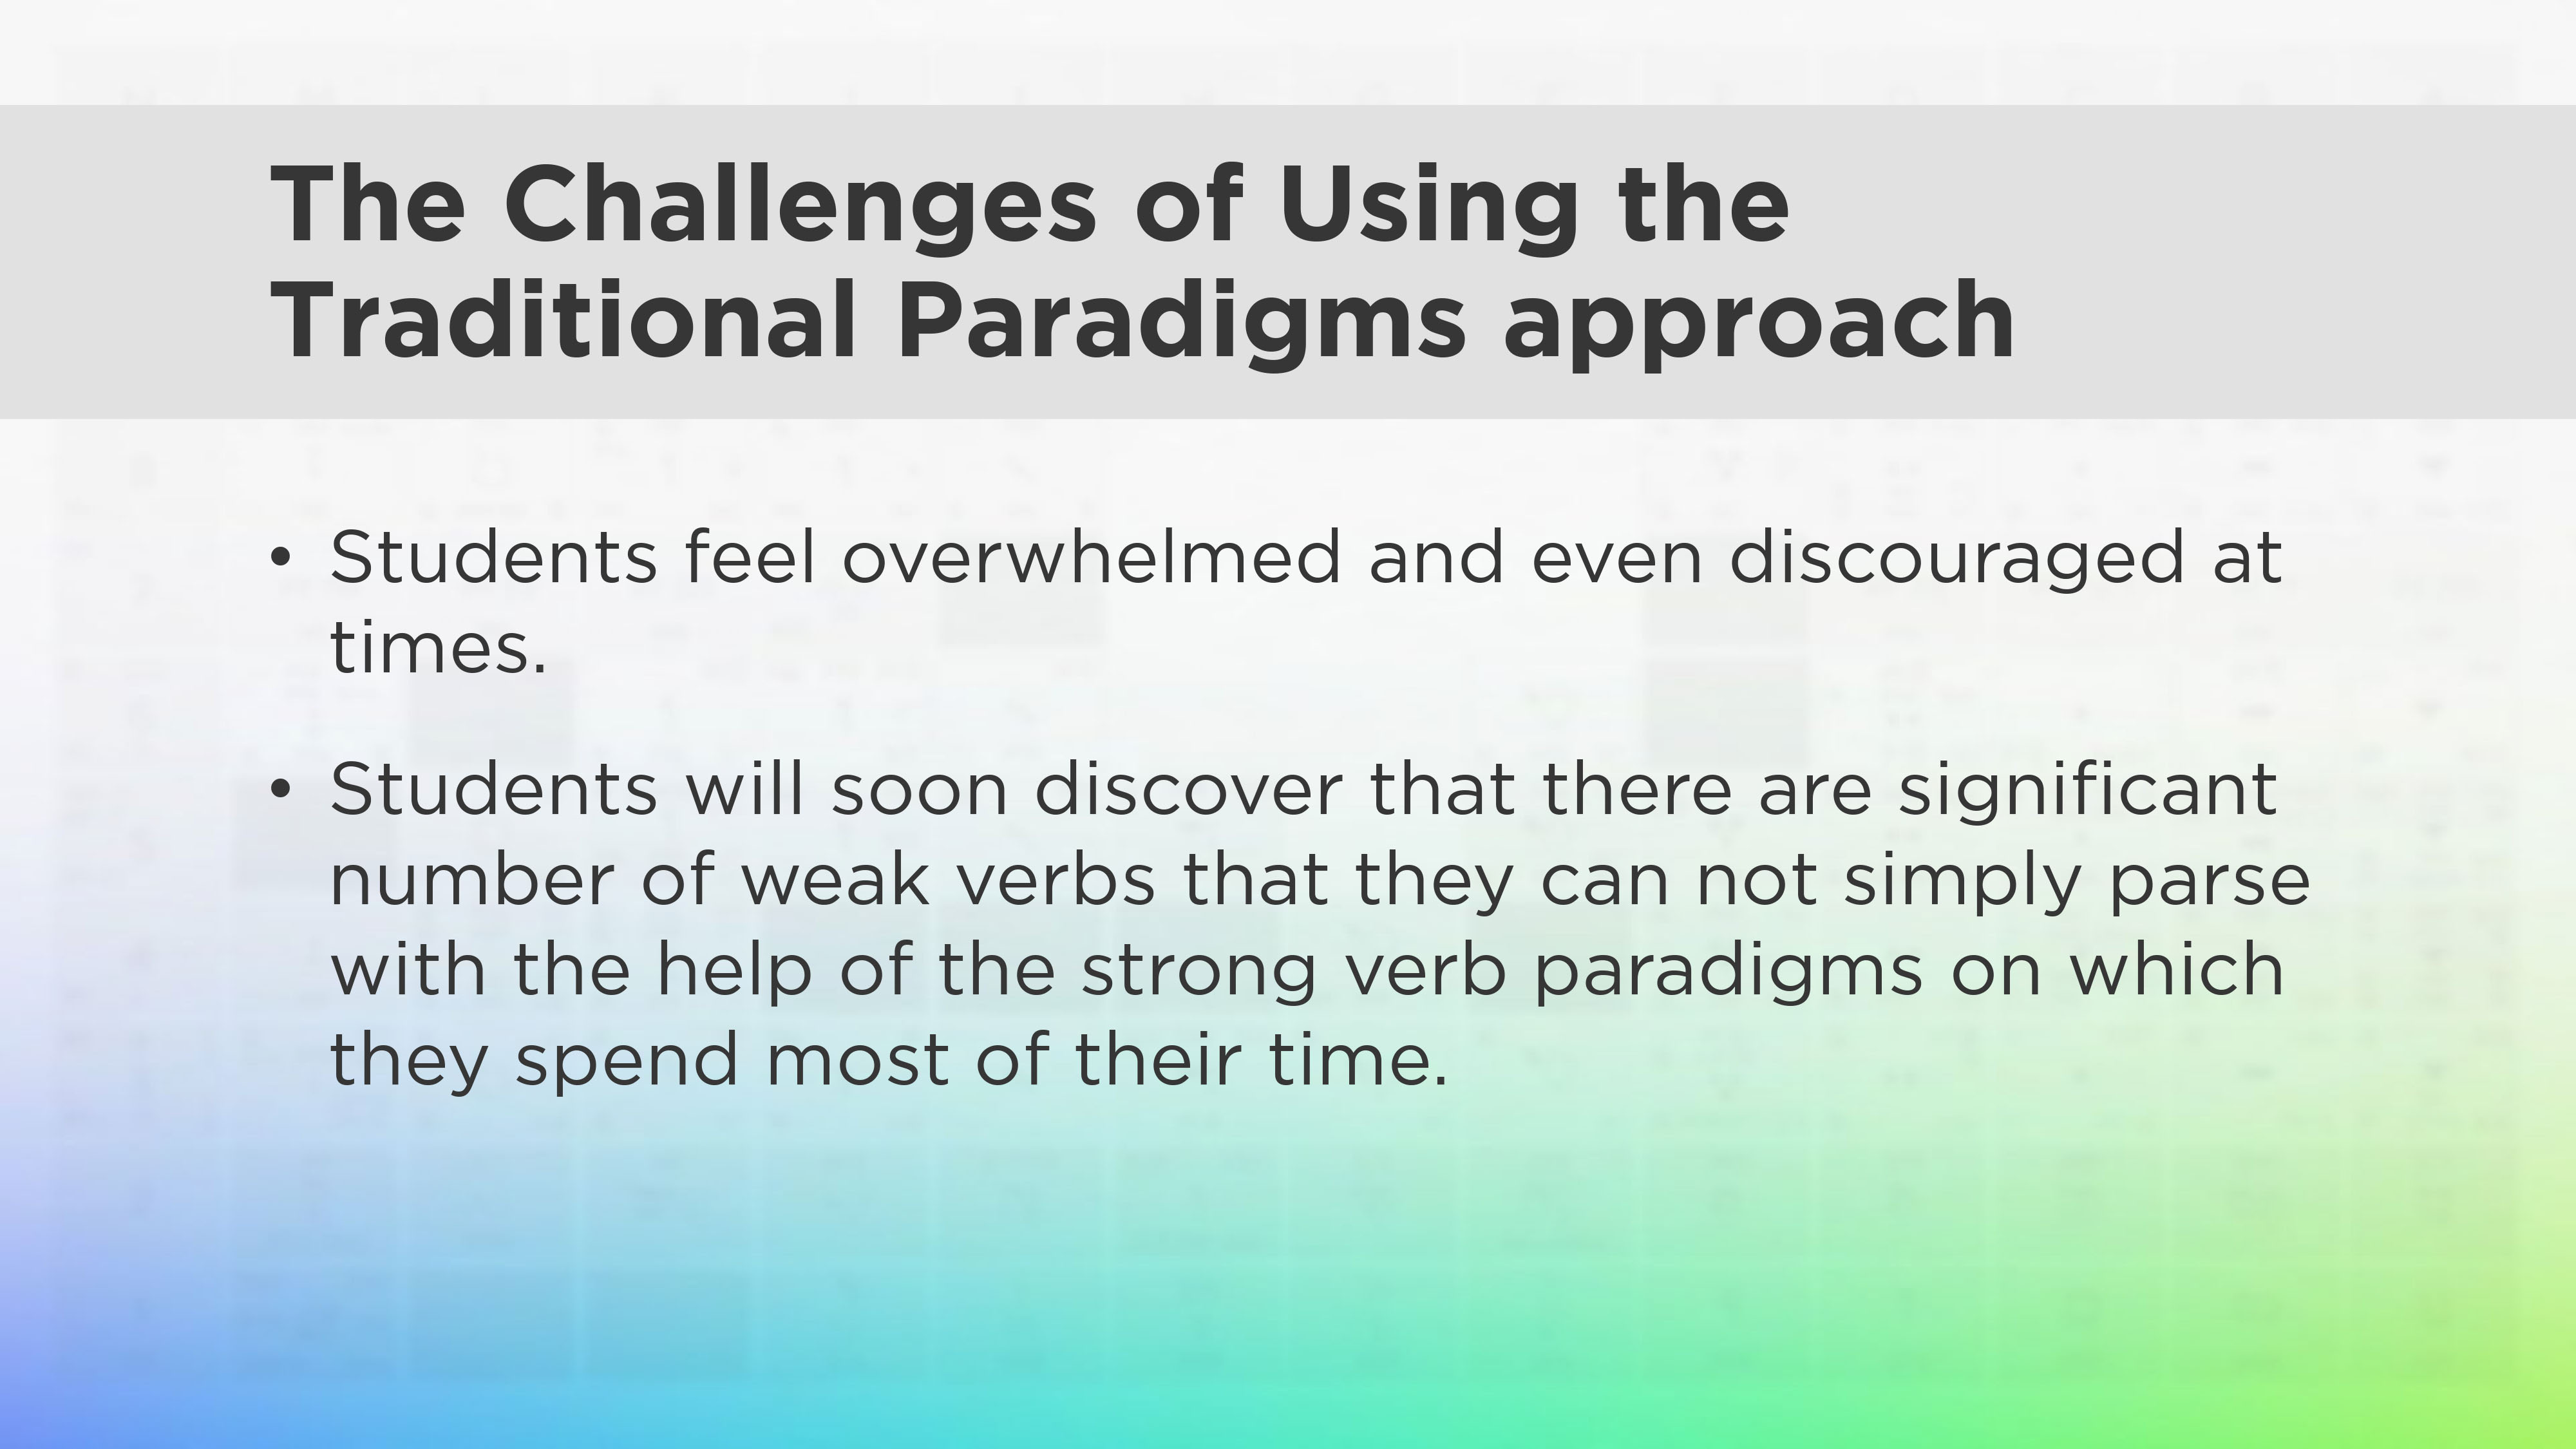 The Challenges of Using the
Traditional Paradigms approach
• Students feel overwhelmed and even discouraged at
times.
• Students will soon discover that there are significant
number of weak verbs that they can not simply parse
with the help of the strong verb paradigms on which
they spend most of their time.